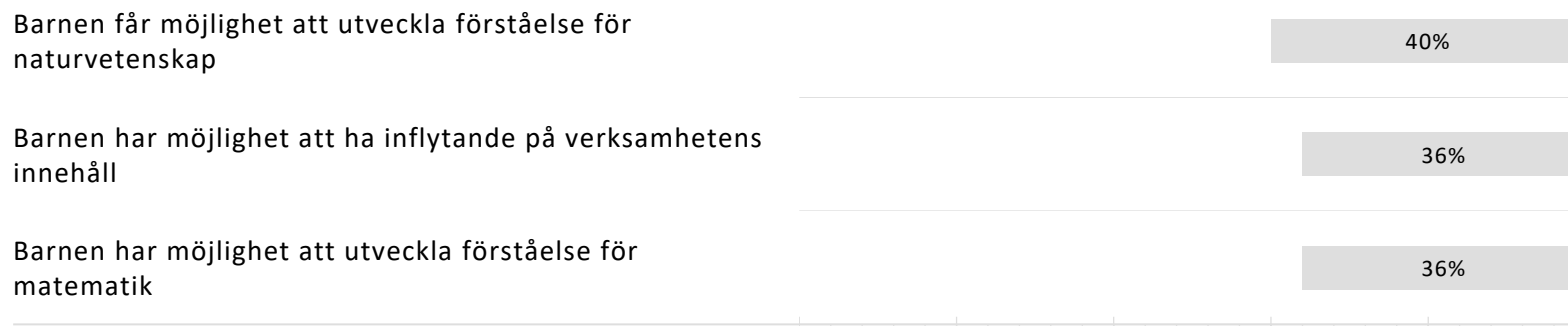 Barnen får möjlighet att utveckla förståelse för
naturvetenskap
40%
Barnen har möjlighet att ha inflytande på verksamhetens
innehåll
36%
Barnen har möjlighet att utveckla förståelse för
matematik
36%